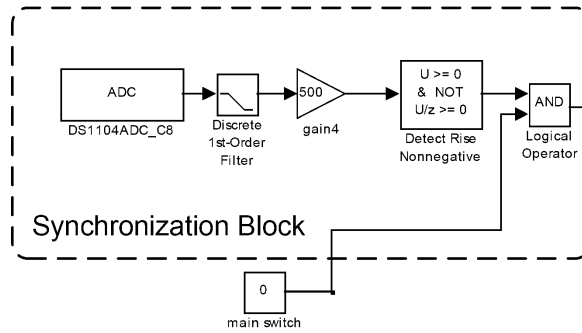 ADC
DS1104ADC_C8
Discrete
1st-Order
Filter
500
gain4
U >= 0
& NOT
U/z >= 0
Detect Rise
Nonnegative
AND
Logical
Operator
Synchronization Block
0
main switch